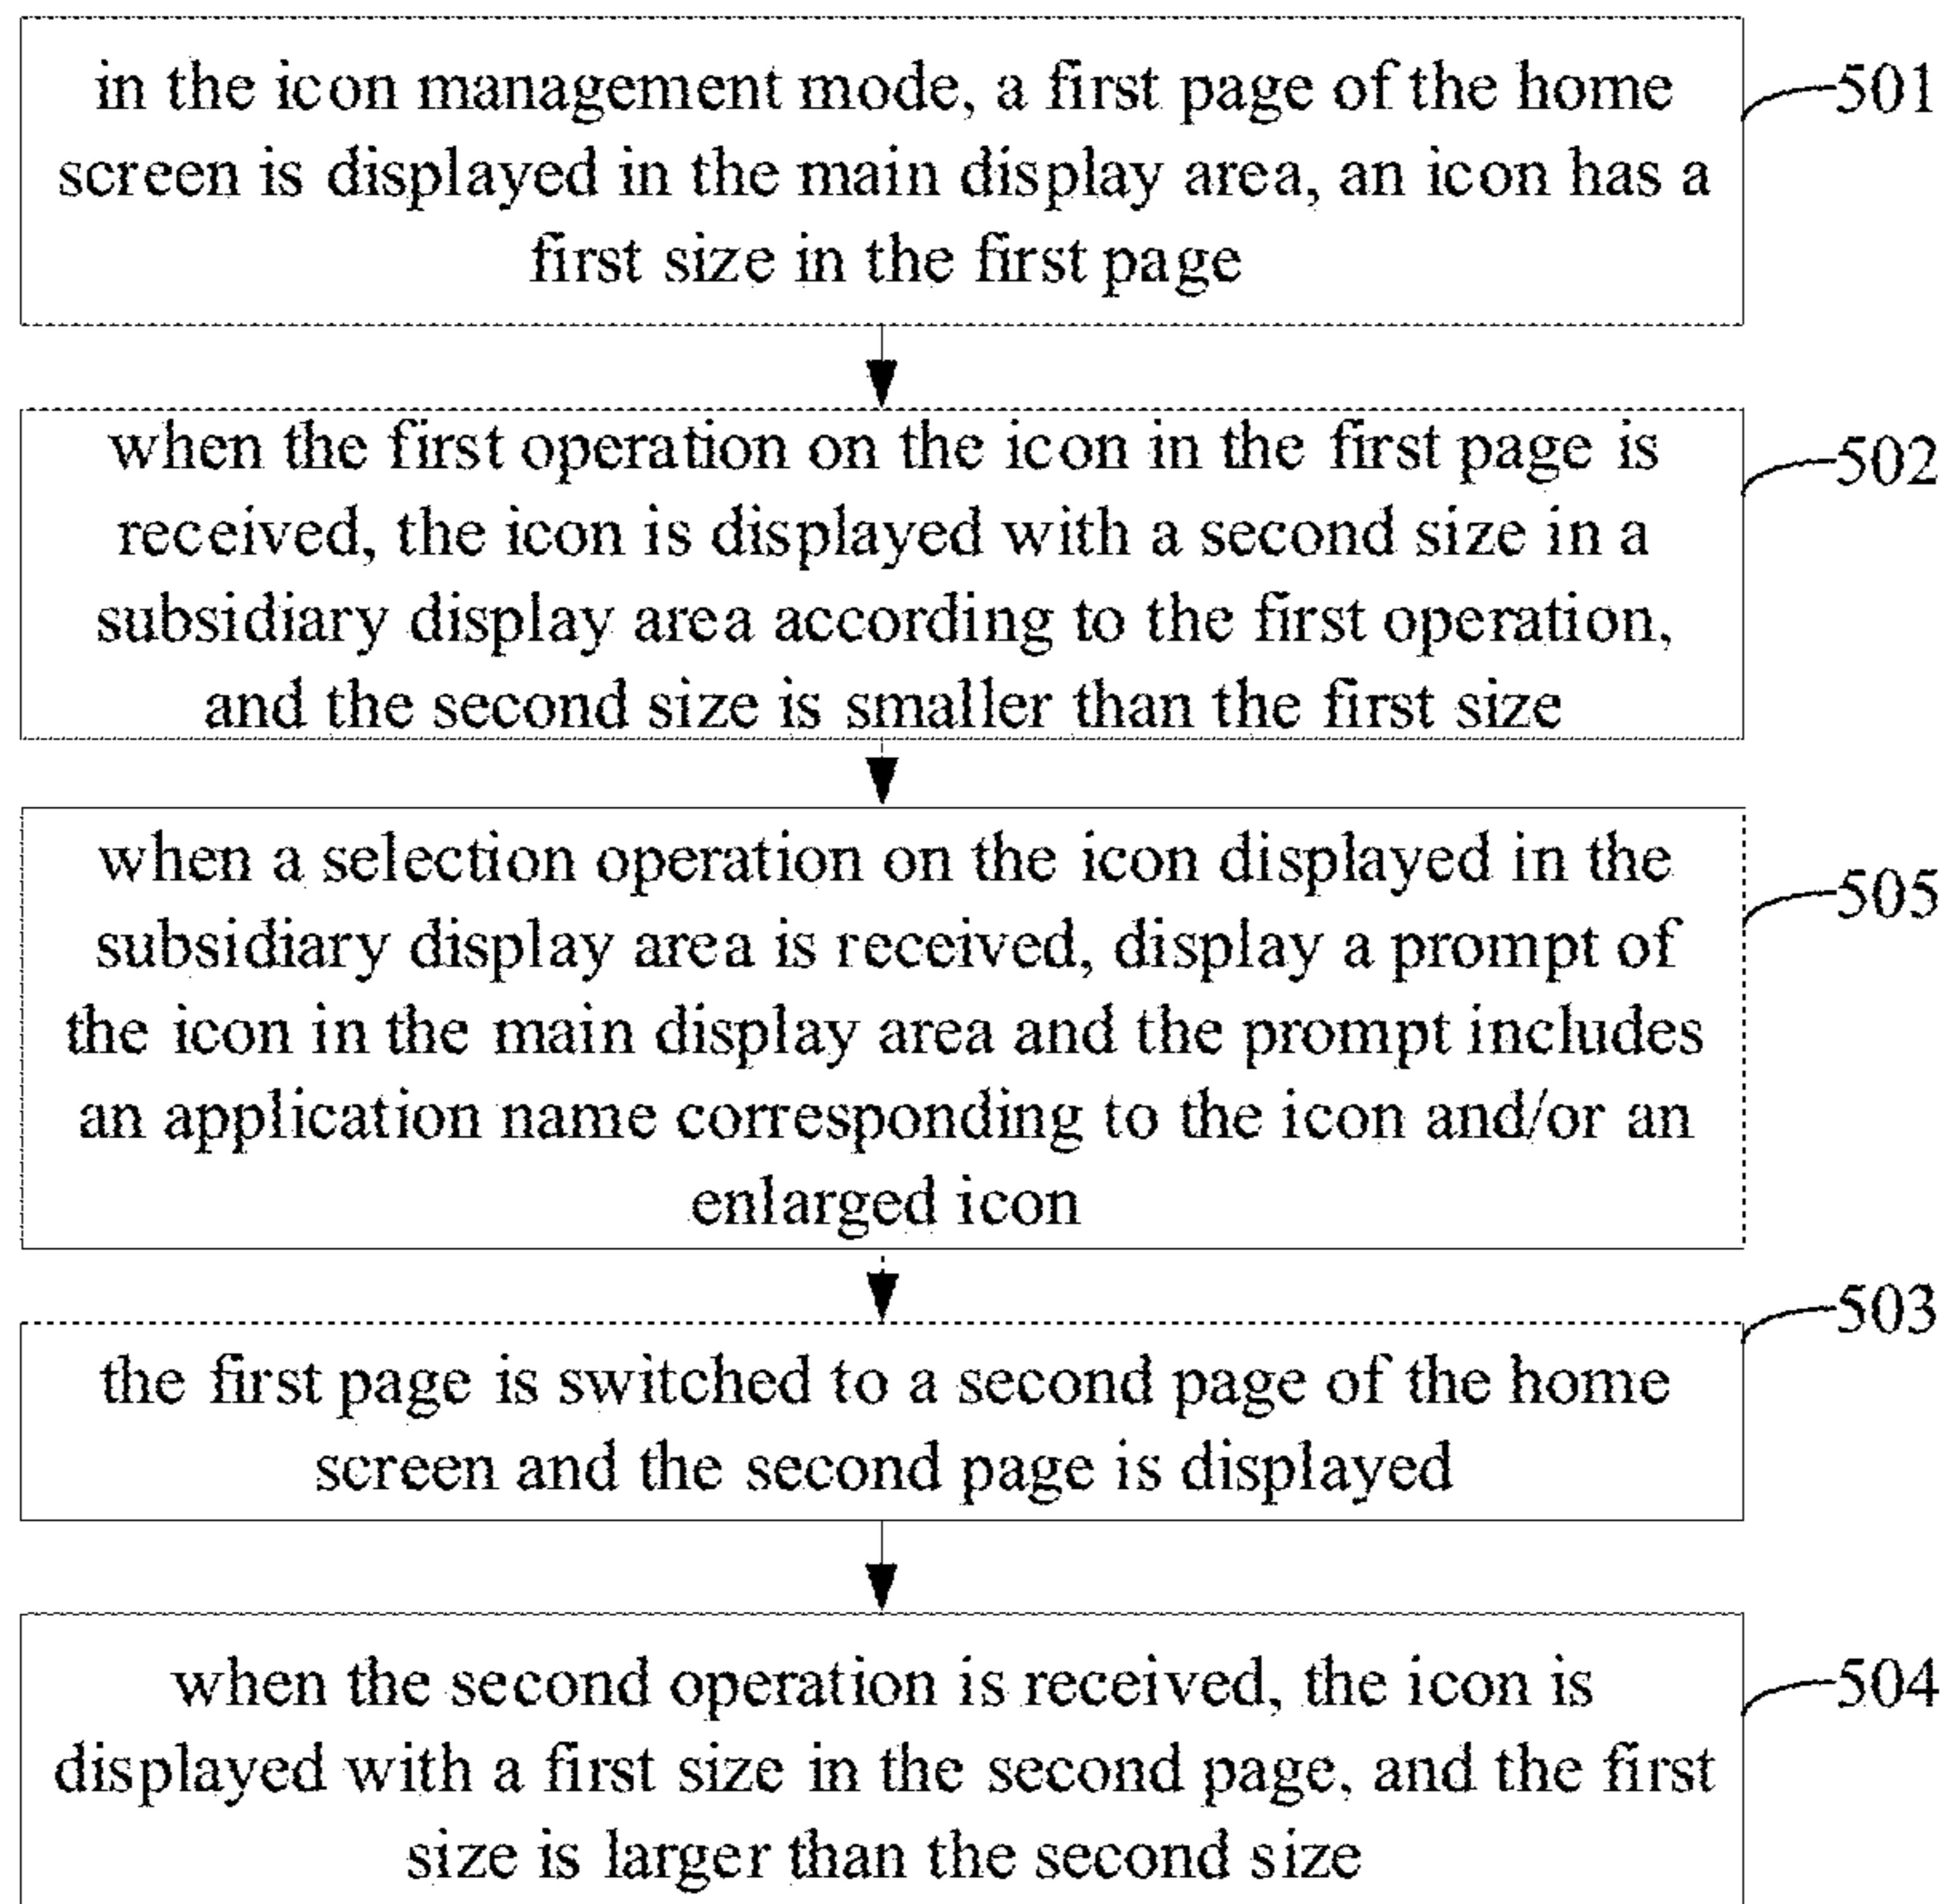 in the icon management mode, a first page of the home
screen is displayed in the main display area, an icon has a
first size in the first page
501
when the first operation on the icon in the first page is
received, the icon is displayed with a second size in a
subsidiary display area according to the first operation,
and the second size is smaller than the first size
502
when a selection operation on the icon displayed in the
subsidiary display area is received, display a prompt of
the icon in the main display area and the prompt includes
an application name corresponding to the icon and/or an
enlarged icon
505
the first page is switched to a second page of the home
screen and the second page is displayed
503
when the second operation is received, the icon is
displayed with a first size in the second page, and the first
size is larger than the second size
504